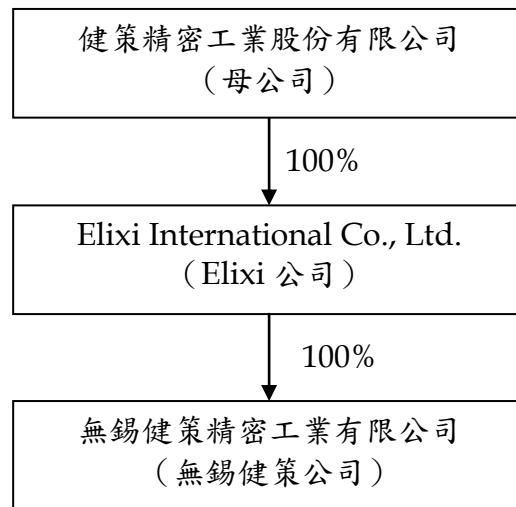 健策精密工業股份有限公司
（母公司）
100%
Elixi International Co., Ltd.
（Elixi 公司）
100%
無錫健策精密工業有限公司
（無錫健策公司）